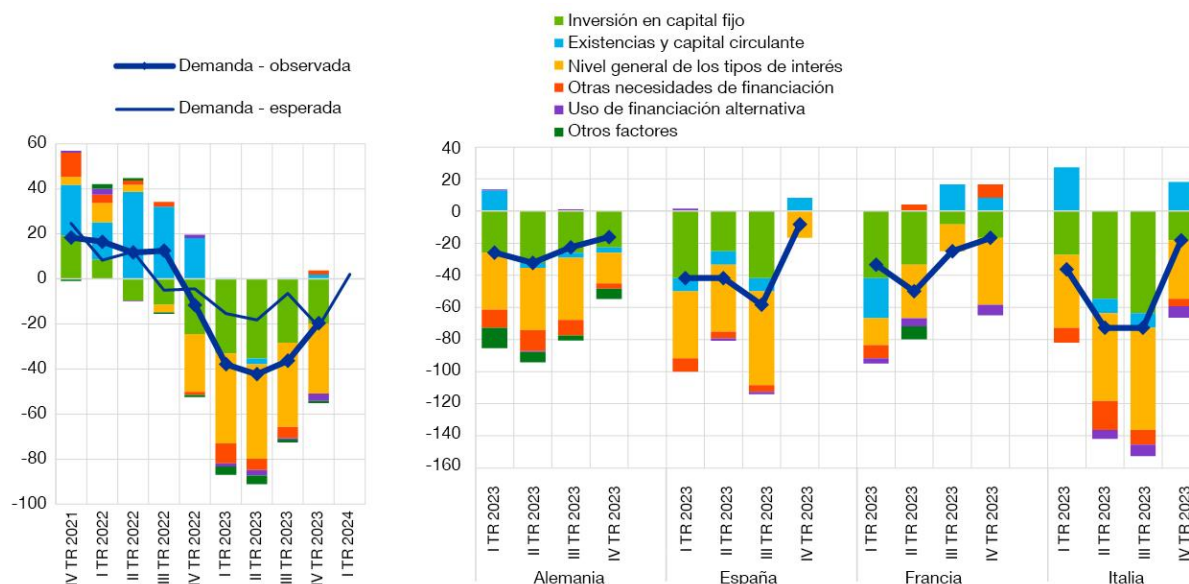 Inversión en capital fijo
Existencias y capital circulante
Nivel general de los tipos de interés
Otras necesidades de financiación
Uso de financiación alternativa
Otros factores
Demanda - observada
Demanda - esperada
60
40
20
0
-20
-40
-60
-80
-100
IV TR 2021
I TR 2022
II TR 2022
III TR 2022
IV TR 2022
I TR 2023
II TR 2023
III TR 2023
IV TR 2023
I TR 2024
40
20
0
-20
-40
-60
-80
-100
-120
-140
-160
I TR 2023
II TR 2023
III TR 2023
IV TR 2023
I TR 2023
II TR 2023
III TR 2023
IV TR 2023
I TR 2023
II TR 2023
III TR 2023
IV TR 2023
I TR 2023
II TR 2023
III TR 2023
IV TR 2023
Alemania
España
Francia
Italia